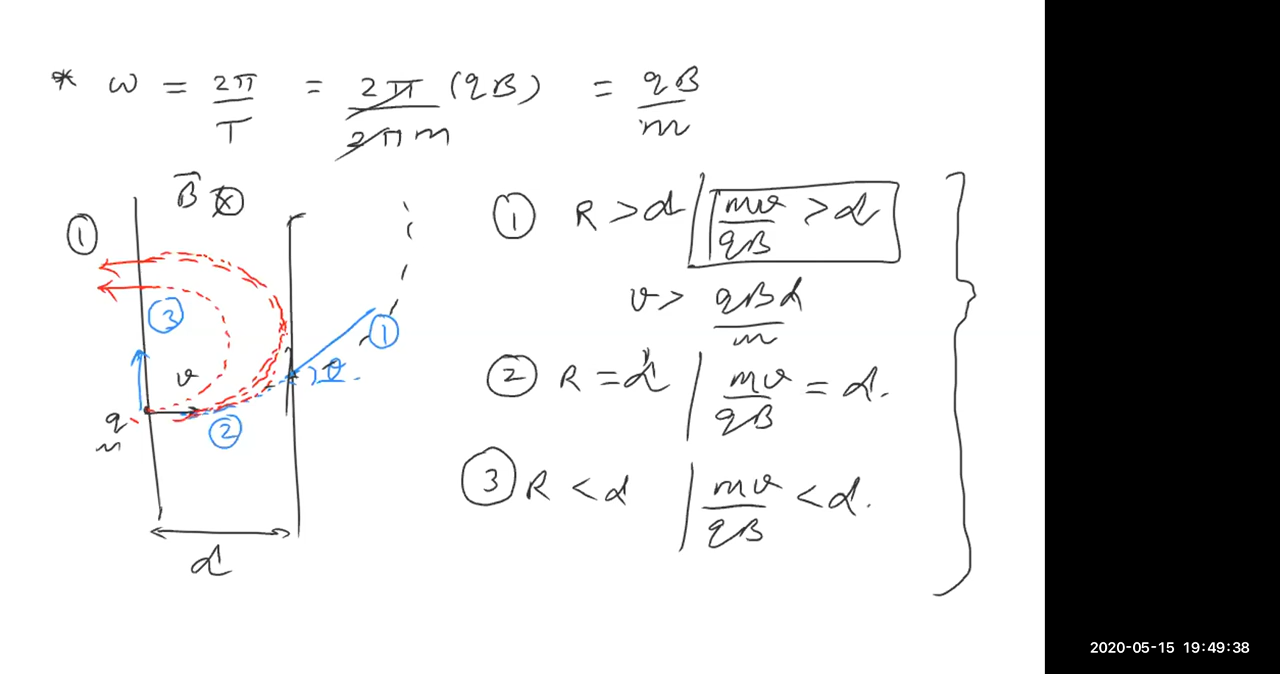 * ω = 2π/T = 2π/2πm (qB) = qB/m
B⃗ ⊗
①
① R > d | mv/qB > d
v > qBd/m
③
①
v
θ
② R = d | mv/qB = d.
q
m
②
③ R < d | mv/qB < d.
d
2020-05-15 19:49:38